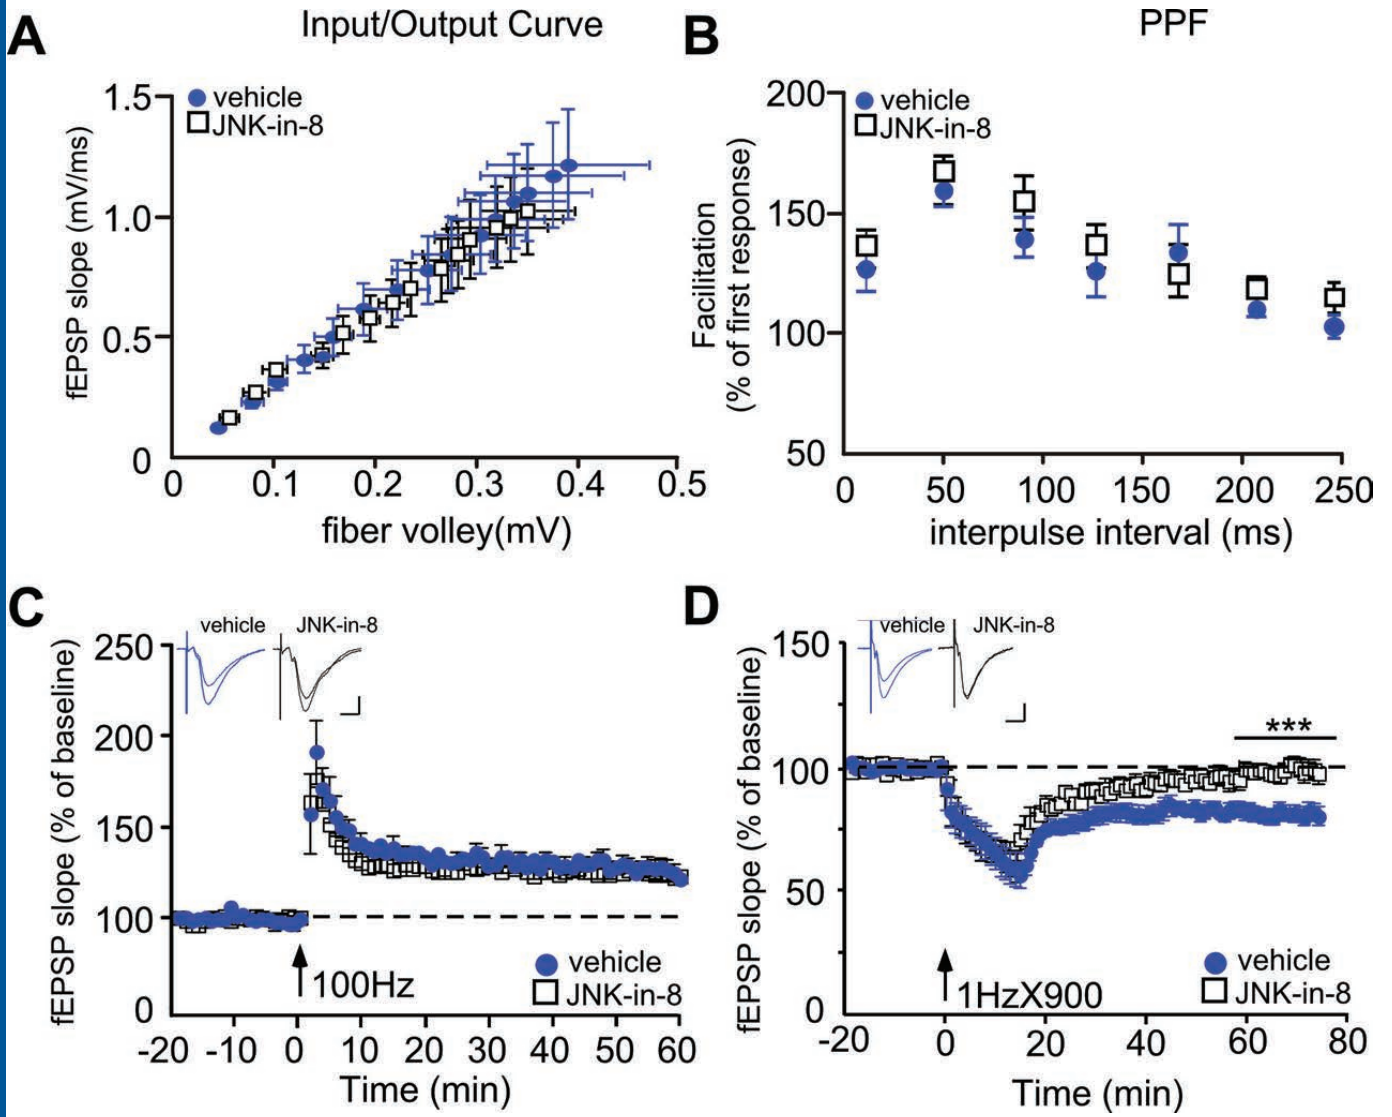 A
Input/Output Curve
1.5
1.0
0.5
0
vehicle
JNK-in-8
fEPSP slope (mV/ms)
0 0.1 0.2 0.3 0.4 0.5
fiber volley(mV)
B
PPF
200
150
100
50
vehicle
JNK-in-8
Facilitation
(% of first response)
0 50 100 150 200 250
interpulse interval (ms)
C
250
200
150
100
0
vehicle JNK-in-8
fEPSP slope (% of baseline)
100Hz
vehicle
JNK-in-8
-20 -10 0 10 20 30 40 50 60
Time (min)
D
150
100
50
0
vehicle JNK-in-8
***
fEPSP slope (% of baseline)
1HzX900
vehicle
JNK-in-8
-20 0 20 40 60 80
Time (min)